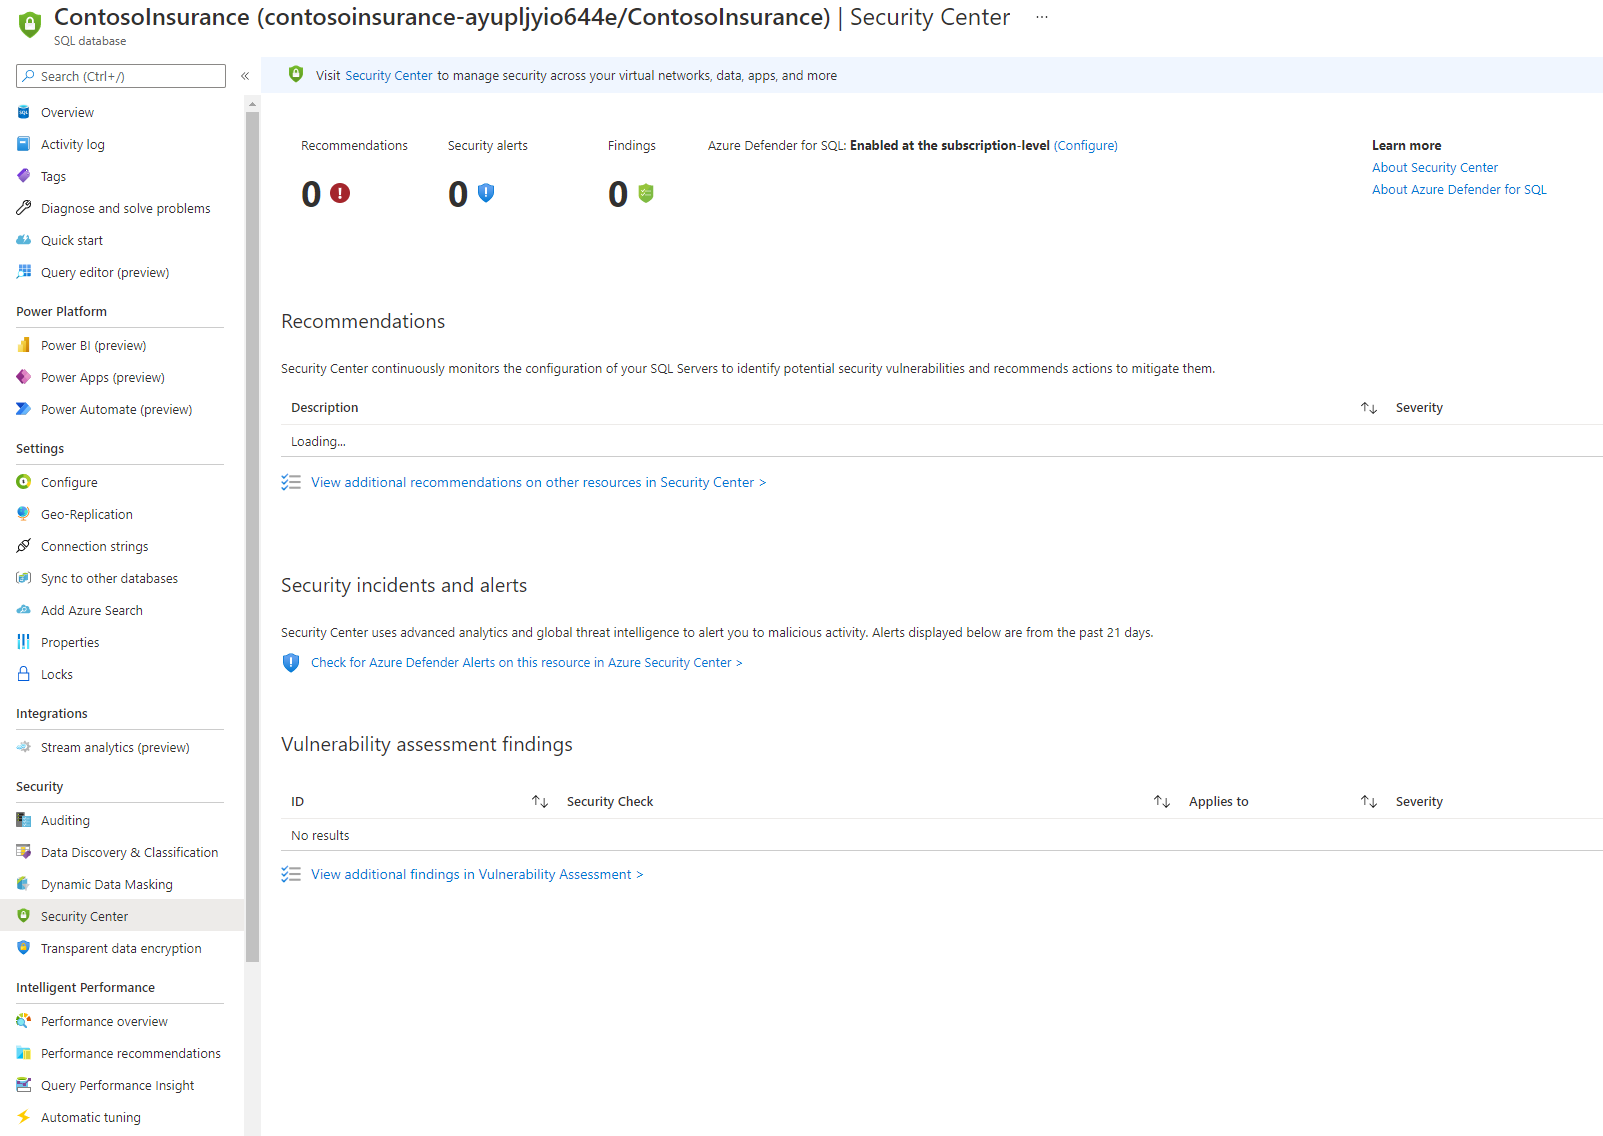 ContosoInsurance (contosoinsurance-ayupljyio644e/ContosoInsurance) | Security Center ...
SQL database
Search (Ctrl+/)
«
Overview
Activity log
Tags
Diagnose and solve problems
Quick start
Query editor (preview)
Power Platform
Power BI (preview)
Power Apps (preview)
Power Automate (preview)
Settings
Configure
Geo-Replication
Connection strings
Sync to other databases
Add Azure Search
Properties
Locks
Integrations
Stream analytics (preview)
Security
Auditing
Data Discovery & Classification
Dynamic Data Masking
Security Center
Transparent data encryption
Intelligent Performance
Performance overview
Performance recommendations
Query Performance Insight
Automatic tuning
Visit Security Center to manage security across your virtual networks, data, apps, and more
Recommendations
0
Security alerts
0
Findings
0
Azure Defender for SQL: Enabled at the subscription-level (Configure)
Learn more
About Security Center
About Azure Defender for SQL
Recommendations
Security Center continuously monitors the configuration of your SQL Servers to identify potential security vulnerabilities and recommends actions to mitigate them.
Description ↑↓ Severity
Loading...
View additional recommendations on other resources in Security Center >
Security incidents and alerts
Security Center uses advanced analytics and global threat intelligence to alert you to malicious activity. Alerts displayed below are from the past 21 days.
Check for Azure Defender Alerts on this resource in Azure Security Center >
Vulnerability assessment findings
ID ↑↓ Security Check ↑↓ Applies to ↑↓ Severity
No results
View additional findings in Vulnerability Assessment >